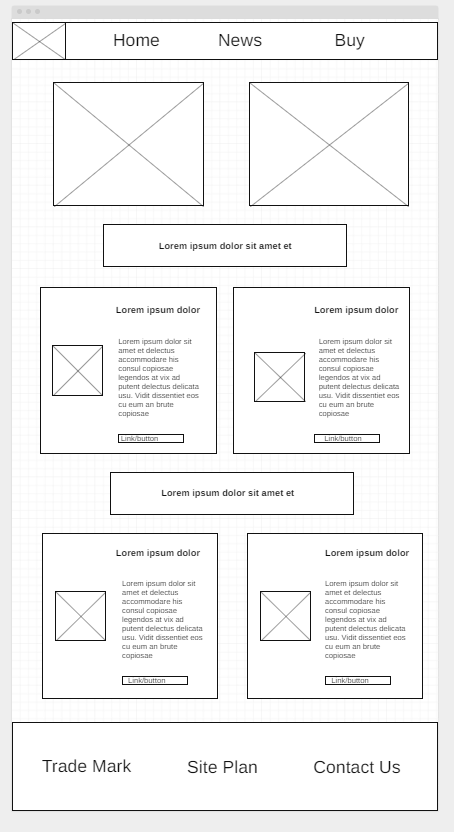 Home News Buy
Lorem ipsum dolor sit amet et
Lorem ipsum dolor
Lorem ipsum dolor sit
amet et delectus
accommodare his
consul copiosae
legendos at vix ad
putent delectus delicata
usu. Vidit dissentiet eos
cu eum an brute
copiosae
Link/button
Lorem ipsum dolor
Lorem ipsum dolor sit
amet et delectus
accommodare his
consul copiosae
legendos at vix ad
putent delectus delicata
usu. Vidit dissentiet eos
cu eum an brute
copiosae
Link/button
Lorem ipsum dolor sit amet et
Lorem ipsum dolor
Lorem ipsum dolor sit
amet et delectus
accommodare his
consul copiosae
legendos at vix ad
putent delectus delicata
usu. Vidit dissentiet eos
cu eum an brute
copiosae
Link/button
Lorem ipsum dolor
Lorem ipsum dolor sit
amet et delectus
accommodare his
consul copiosae
legendos at vix ad
putent delectus delicata
usu. Vidit dissentiet eos
cu eum an brute
copiosae
Link/button
Trade Mark Site Plan Contact Us